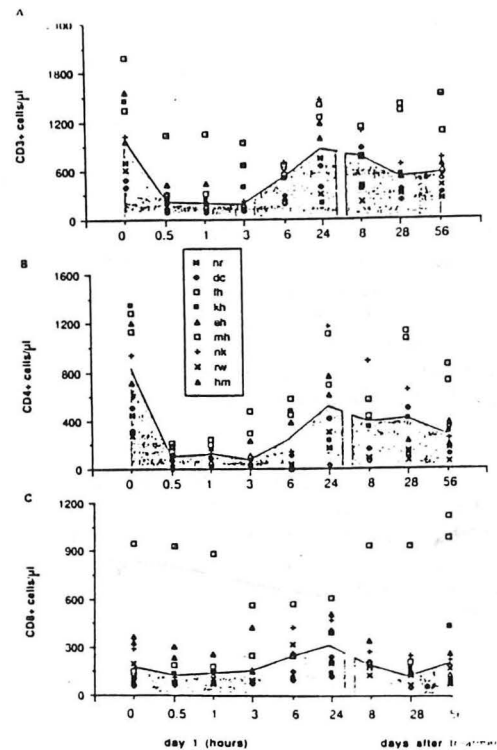 A
CD3+ cells/µl
1800
1200
600
0
0 0.5 1 3 6 24 8 28 56
B
CD4+ cells/µl
1600
1200
800
400
0
nr
dc
kh
eh
mh
nk
rw
hm
0 0.5 1 3 6 24 8 28 56
C
CD8+ cells/µl
1200
900
600
300
0
0 0.5 1 3 6 24 8 28
day 1 (hours) days after